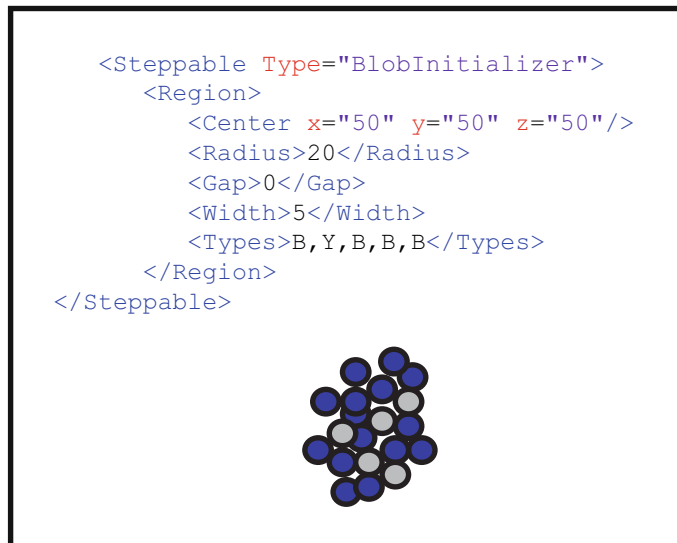 <Steppable Type="BlobInitializer">
<Region>
<Center x="50" y="50" z="50"/>
<Radius>20</Radius>
<Gap>0</Gap>
<Width>5</Width>
<Types>B,Y,B,B,B</Types>
</Region>
</Steppable>